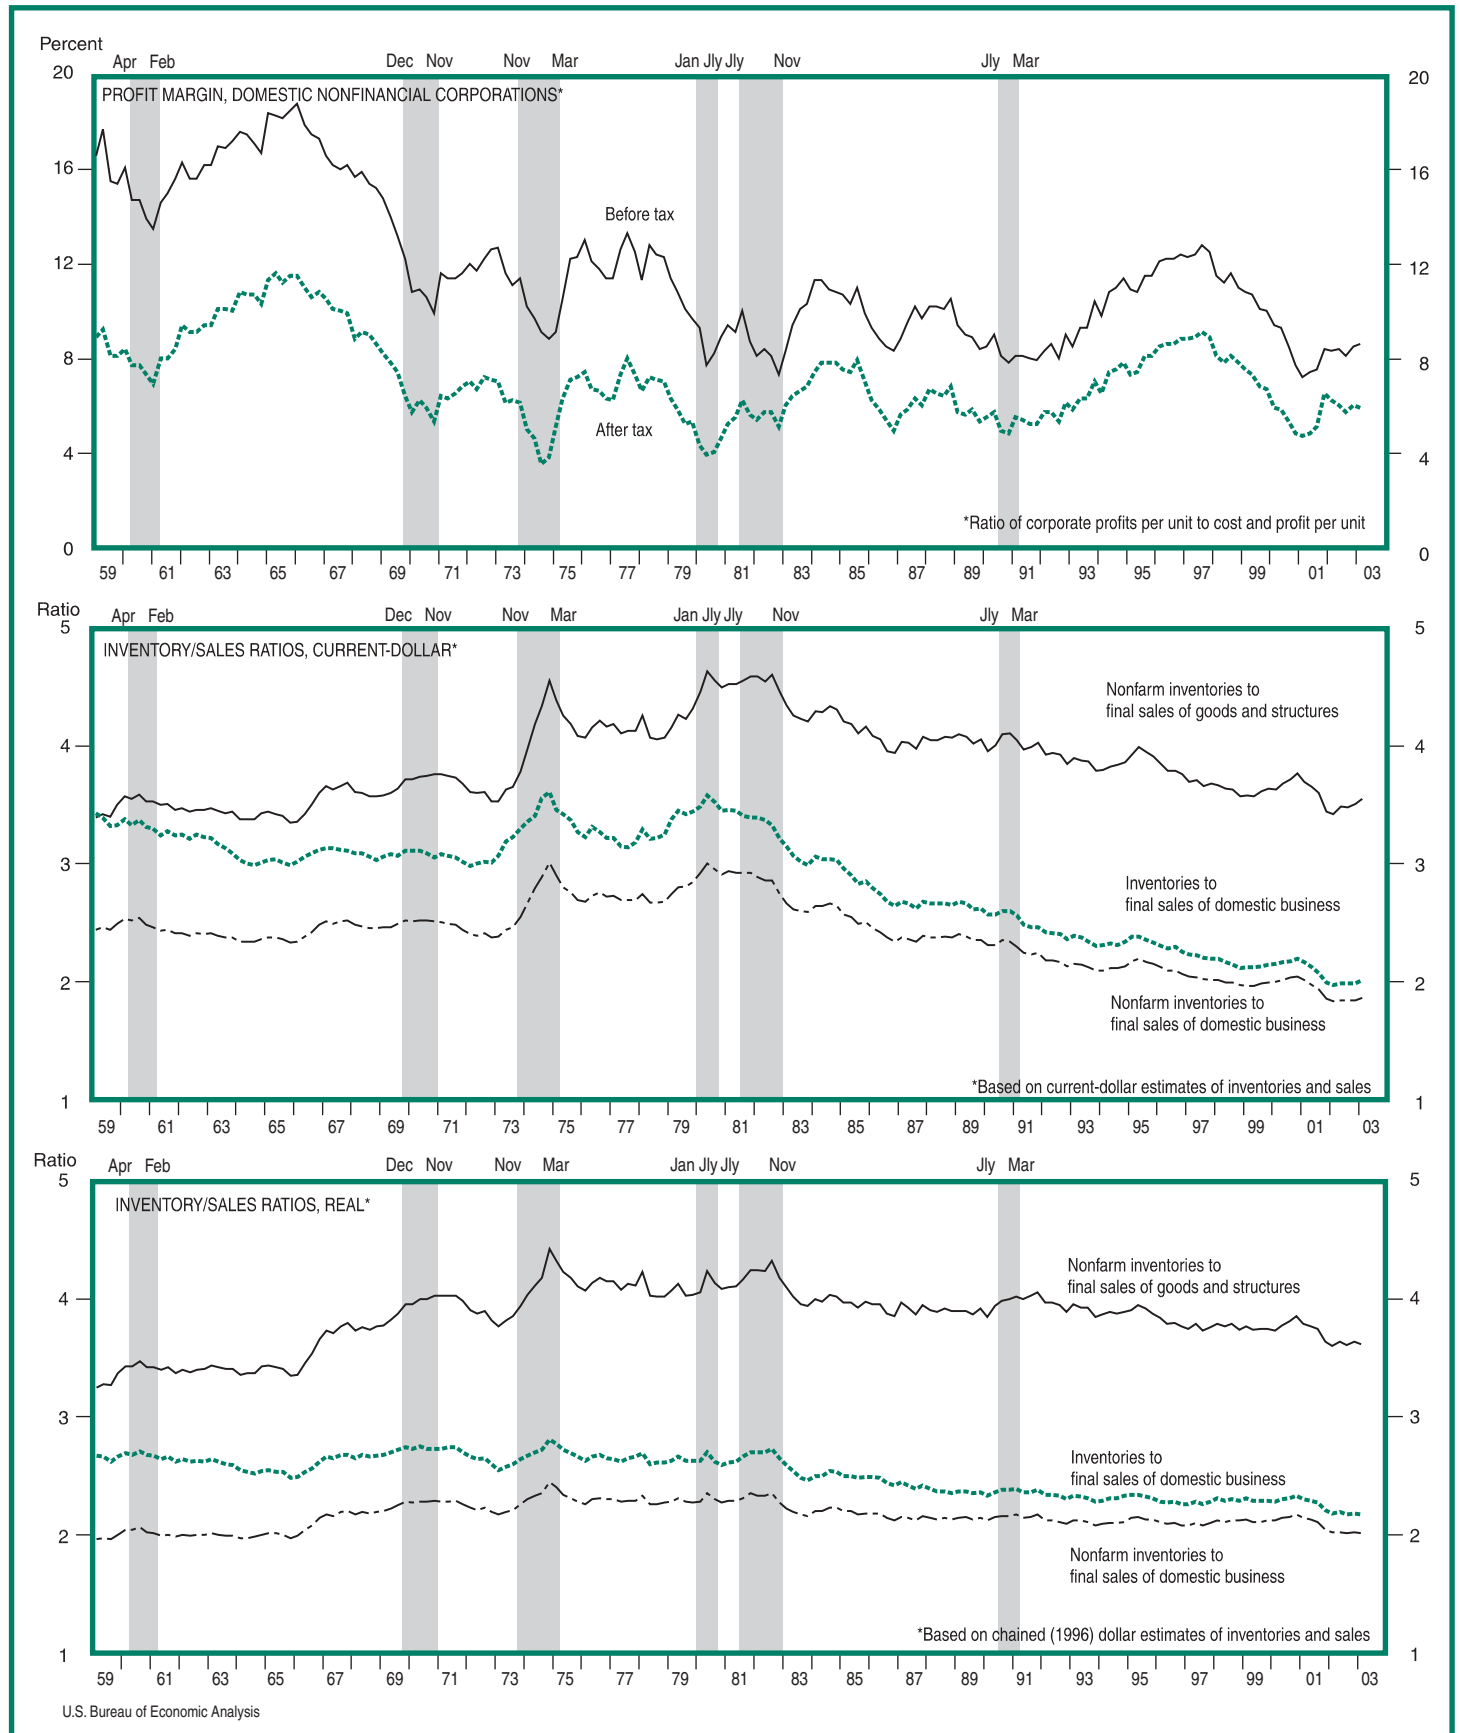 Percent
Apr Feb Dec Nov Nov Mar Jan Jly Jly Nov Jly Mar
20 20
PROFIT MARGIN, DOMESTIC NONFINANCIAL CORPORATIONS*
16 16
Before tax
12 12
8 8
After tax
4 4
*Ratio of corporate profits per unit to cost and profit per unit
0 0
59 61 63 65 67 69 71 73 75 77 79 81 83 85 87 89 91 93 95 97 99 01 03
Ratio
Apr Feb Dec Nov Nov Mar Jan Jly Jly Nov Jly Mar
5 5
INVENTORY/SALES RATIOS, CURRENT-DOLLAR*
Nonfarm inventories to
final sales of goods and structures
4 4
3 3
Inventories to
final sales of domestic business
2 2
Nonfarm inventories to
final sales of domestic business
*Based on current-dollar estimates of inventories and sales
1 1
59 61 63 65 67 69 71 73 75 77 79 81 83 85 87 89 91 93 95 97 99 01 03
Ratio
Apr Feb Dec Nov Nov Mar Jan Jly Jly Nov Jly Mar
5 5
INVENTORY/SALES RATIOS, REAL*
Nonfarm inventories to
final sales of goods and structures
4 4
3 3
Inventories to
final sales of domestic business
2 2
Nonfarm inventories to
final sales of domestic business
*Based on chained (1996) dollar estimates of inventories and sales
1 1
59 61 63 65 67 69 71 73 75 77 79 81 83 85 87 89 91 93 95 97 99 01 03
U.S. Bureau of Economic Analysis